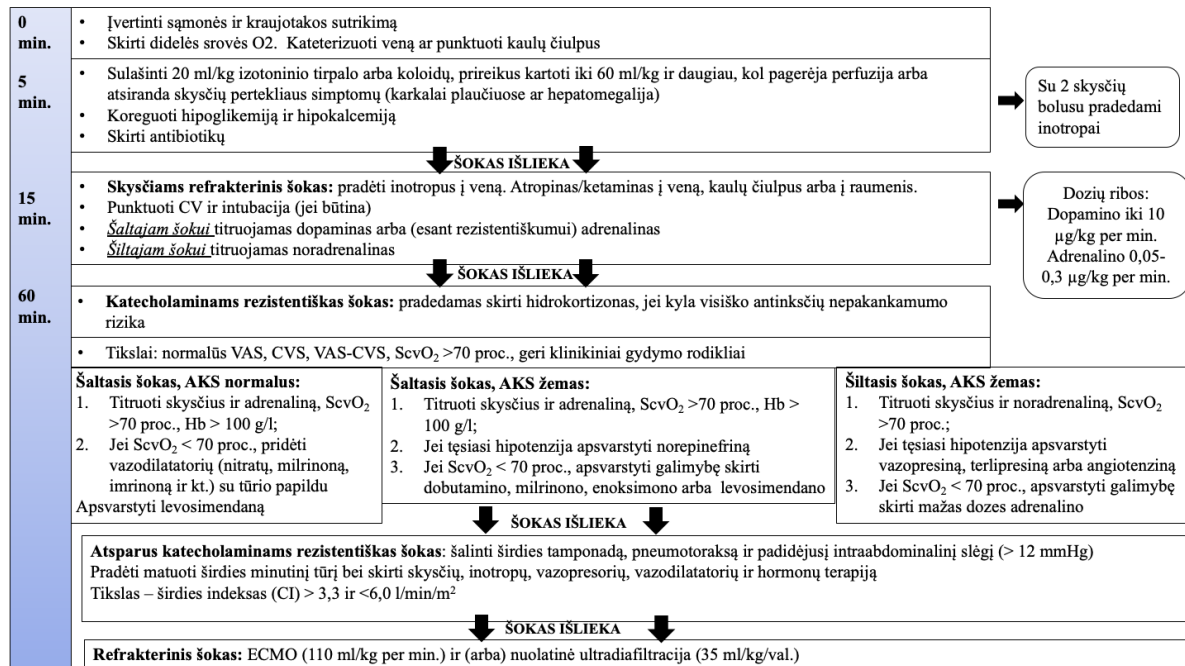 0
min.
• Įvertinti sąmonės ir kraujotakos sutrikimą
• Skirti didelės srovės O2. Kateterizuoti veną ar punktuoti kaulų čiulpus
5
min.
• Sulašinti 20 ml/kg izotoninio tirpalo arba koloidų, prireikus kartoti iki 60 ml/kg ir daugiau, kol pagerėja perfuzija arba
atsiranda skysčių pertekliaus simptomų (karkalai plaučiuose ar hepatomegalija)
• Koreguoti hipoglikemiją ir hipokalcemiją
• Skirti antibiotikų
Su 2 skysčių
bolusu pradedami
inotropai
ŠOKAS IŠLIEKA
15
min.
• Skysčiams refrakterinis šokas: pradėti inotropus į veną. Atropinas/ketaminas į veną, kaulų čiulpus arba į raumenis.
• Punktuoti CV ir intubacija (jei būtina)
• Šaltajam šokui titruojamas dopaminas arba (esant rezistentiškumui) adrenalinas
• Šiltajam šokui titruojamas noradrenalinas
Dozių ribos:
Dopamino iki 10
µg/kg per min.
Adrenalino 0,05-
0,3 µg/kg per min.
ŠOKAS IŠLIEKA
60
min.
• Katecholaminams rezistentiškas šokas: pradedamas skirti hidrokortizonas, jei kyla visiško antinksčių nepakankamumo
rizika
• Tikslai: normalūs VAS, CVS, VAS-CVS, ScvO₂ >70 proc., geri klinikiniai gydymo rodikliai
Šaltasis šokas, AKS normalus:
1. Titruoti skysčius ir adrenaliną, ScvO₂
>70 proc., Hb > 100 g/l;
2. Jei ScvO₂ < 70 proc., pridėti
vazodilatatorių (nitratų, milrinoną,
imrinoną ir kt.) su tūrio papildu
Apsvarstyti levosimendaną
Šaltasis šokas, AKS žemas:
1. Titruoti skysčius ir adrenaliną, ScvO₂ >70 proc., Hb >
100 g/l;
2. Jei tęsiasi hipotenzija apsvarstyti norepinefriną
3. Jei ScvO₂ < 70 proc., apsvarstyti galimybę skirti
dobutamino, milrinono, enoksimono arba levosimendano
Šiltasis šokas, AKS žemas:
1. Titruoti skysčius ir noradrenaliną, ScvO₂
>70 proc.;
2. Jei tęsiasi hipotenzija apsvarstyti
vazopresiną, terlipresiną arba angiotenziną
3. Jei ScvO₂ < 70 proc., apsvarstyti galimybę
skirti mažas dozes adrenalino
ŠOKAS IŠLIEKA
Atsparus katecholaminams rezistentiškas šokas: šalinti širdies tamponadą, pneumotoraksą ir padidėjusį intraabdominalinį slėgį (> 12 mmHg)
Pradėti matuoti širdies minutinį tūrį bei skirti skysčių, inotropų, vazopresorių, vazodilatatorių ir hormonų terapiją
Tikslas – širdies indeksas (CI) > 3,3 ir <6,0 l/min/m²
ŠOKAS IŠLIEKA
Refrakterinis šokas: ECMO (110 ml/kg per min.) ir (arba) nuolatinė ultradiafiltracija (35 ml/kg/val.)